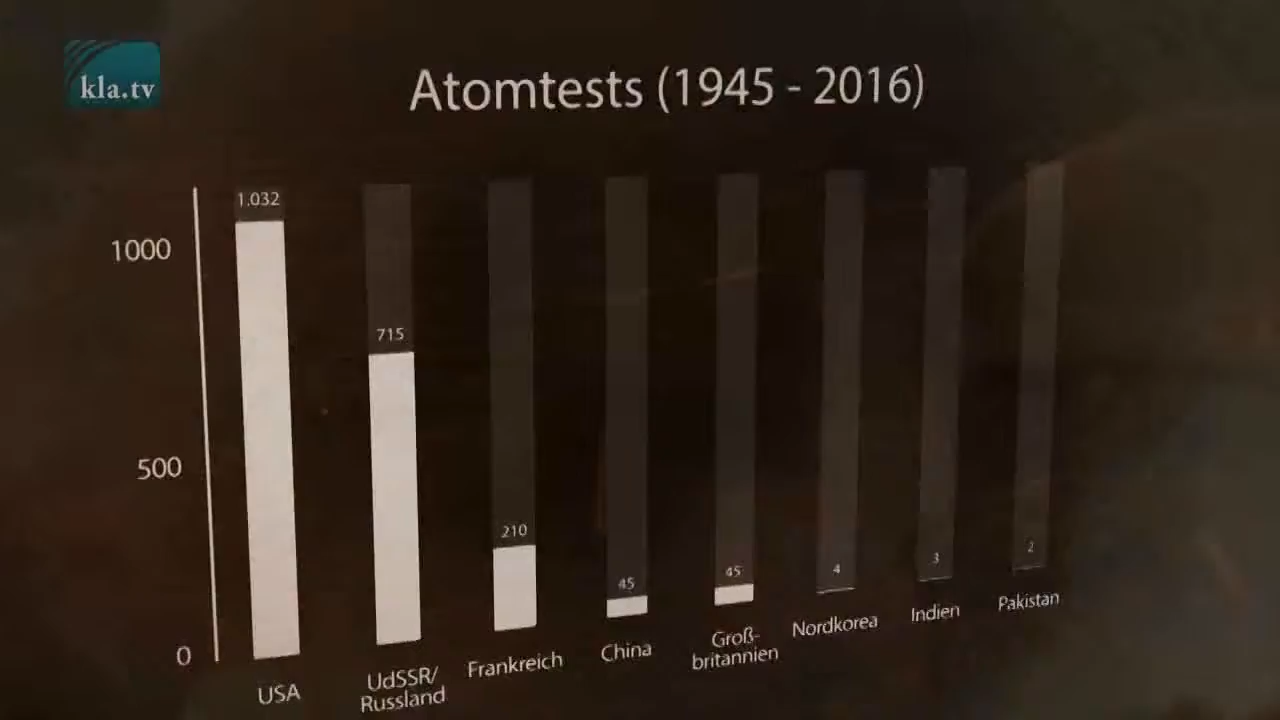 kla.tv
Atomtests (1945 - 2016)
1000
500
0
1.032
715
210
45
45
4
3
2
USA
UdSSR/
Russland
Frankreich
China
Groß-
britannien
Nordkorea
Indien
Pakistan